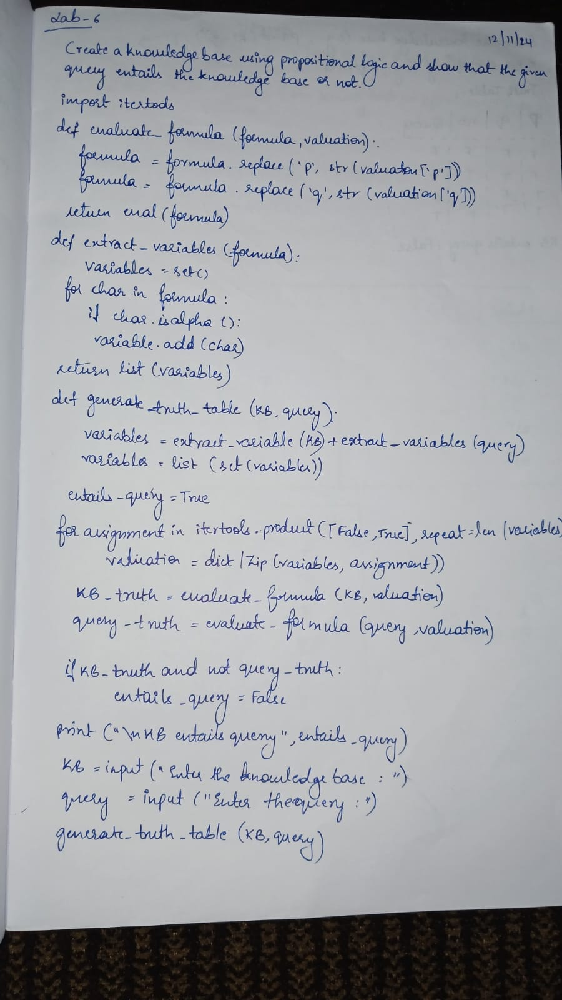 Lab-6
12/11/24
Create a knowledge base using propositional logic and show that the given
query entails the knowledge base or not.
import itertools
def evaluate_formula (formula, valuation):
formula = formula.replace ('p', str (valuation ['p'])
formula = formula.replace ('q', str (valuation ['q']))
return eval (formula)
def extract_variables (formula):
variables = set()
for char in formula :
if char.isalpha ():
variable.add (char)
return list (variables)
def generate_truth_table (KB, query):
variables = extract_variable (KB) + extract_variables (query)
variables = list (set (variables))
entails_query = True
for assignment in itertools.product ([False, True], repeat = len (variables)
valuation = dict (Zip (variables, assignment))
KB_truth = evaluate_formula (KB, valuation)
query_truth = evaluate_formula (query, valuation)
if KB_truth and not query_truth :
entails_query = False
print ("\n KB entails query", entails_query)
KB = input ("Enter the knowledge base : ")
query = input ("Enter the query : ")
generate_truth_table (KB, query)